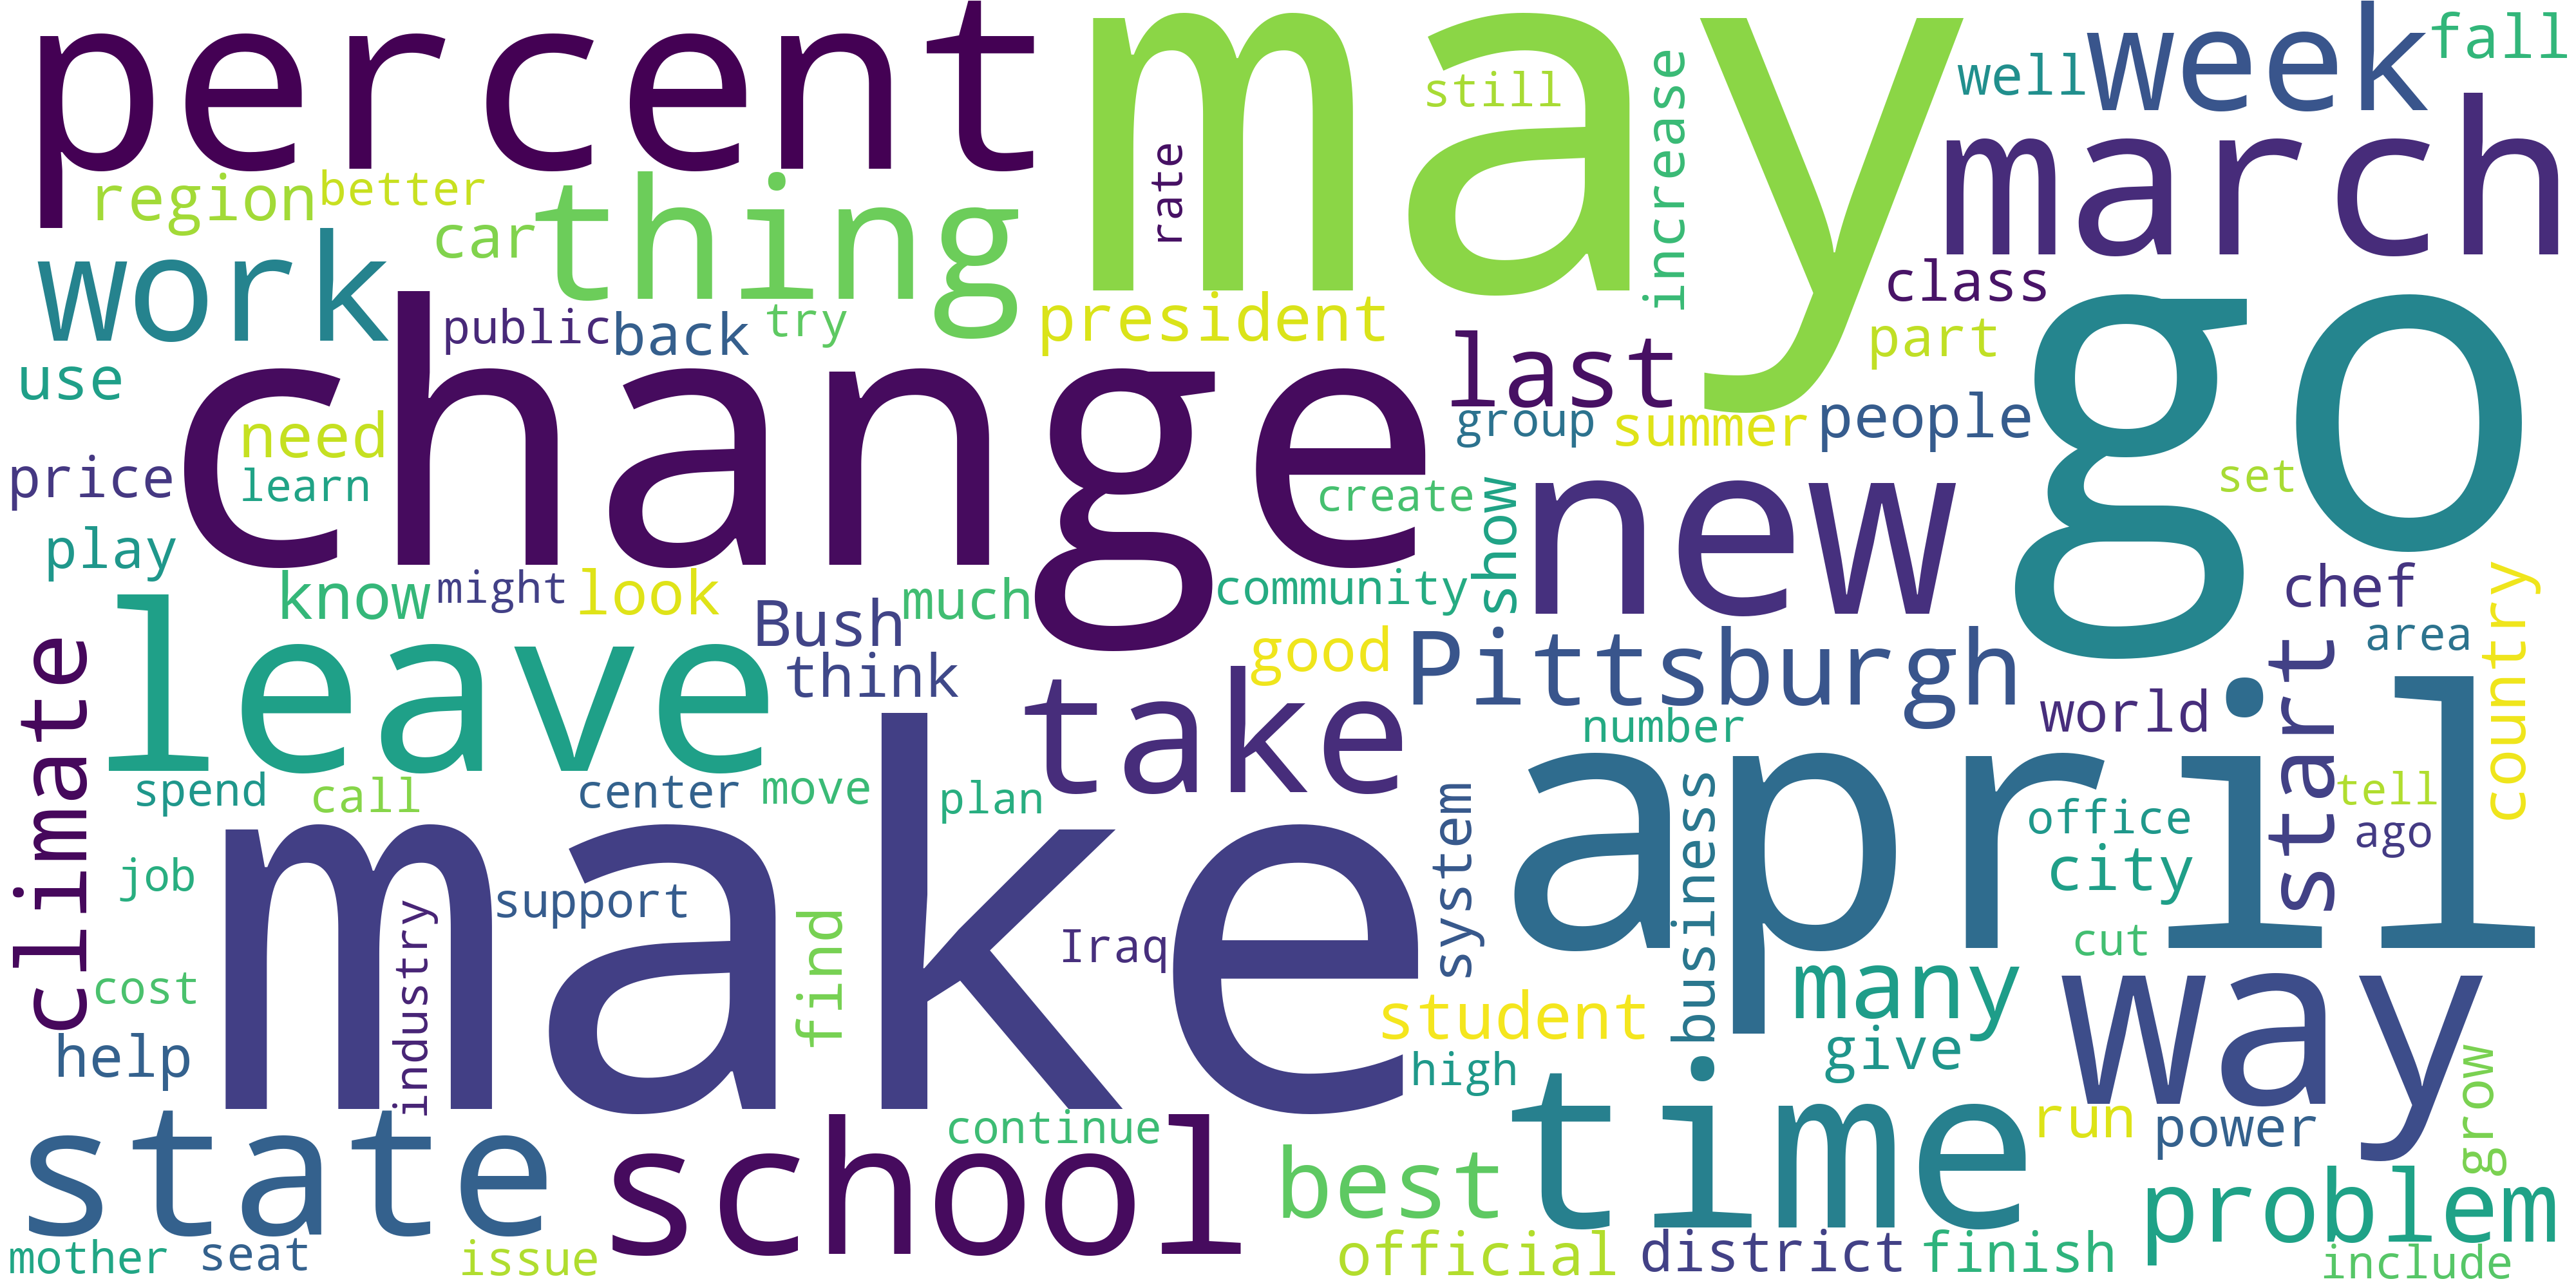 percent
may
still
increase
well
week
fall
rate
march
region
better
car
thing
work
class
public
back
try
president
part
last
use
change
go
need
group
summer
people
price
learn
create
show
new
set
play
know
might
look
Bush
much
community
chef
country
leave
think
good
Pittsburgh
area
climate
take
number
world
start
april
spend
call
center
move
plan
system
business
office
tell
ago
city
make
job
support
industry
find
Iraq
cut
cost
student
many
way
help
high
give
time
run
power
grow
state
school
continue
best
problem
mother
seat
issue
official
district
finish
include